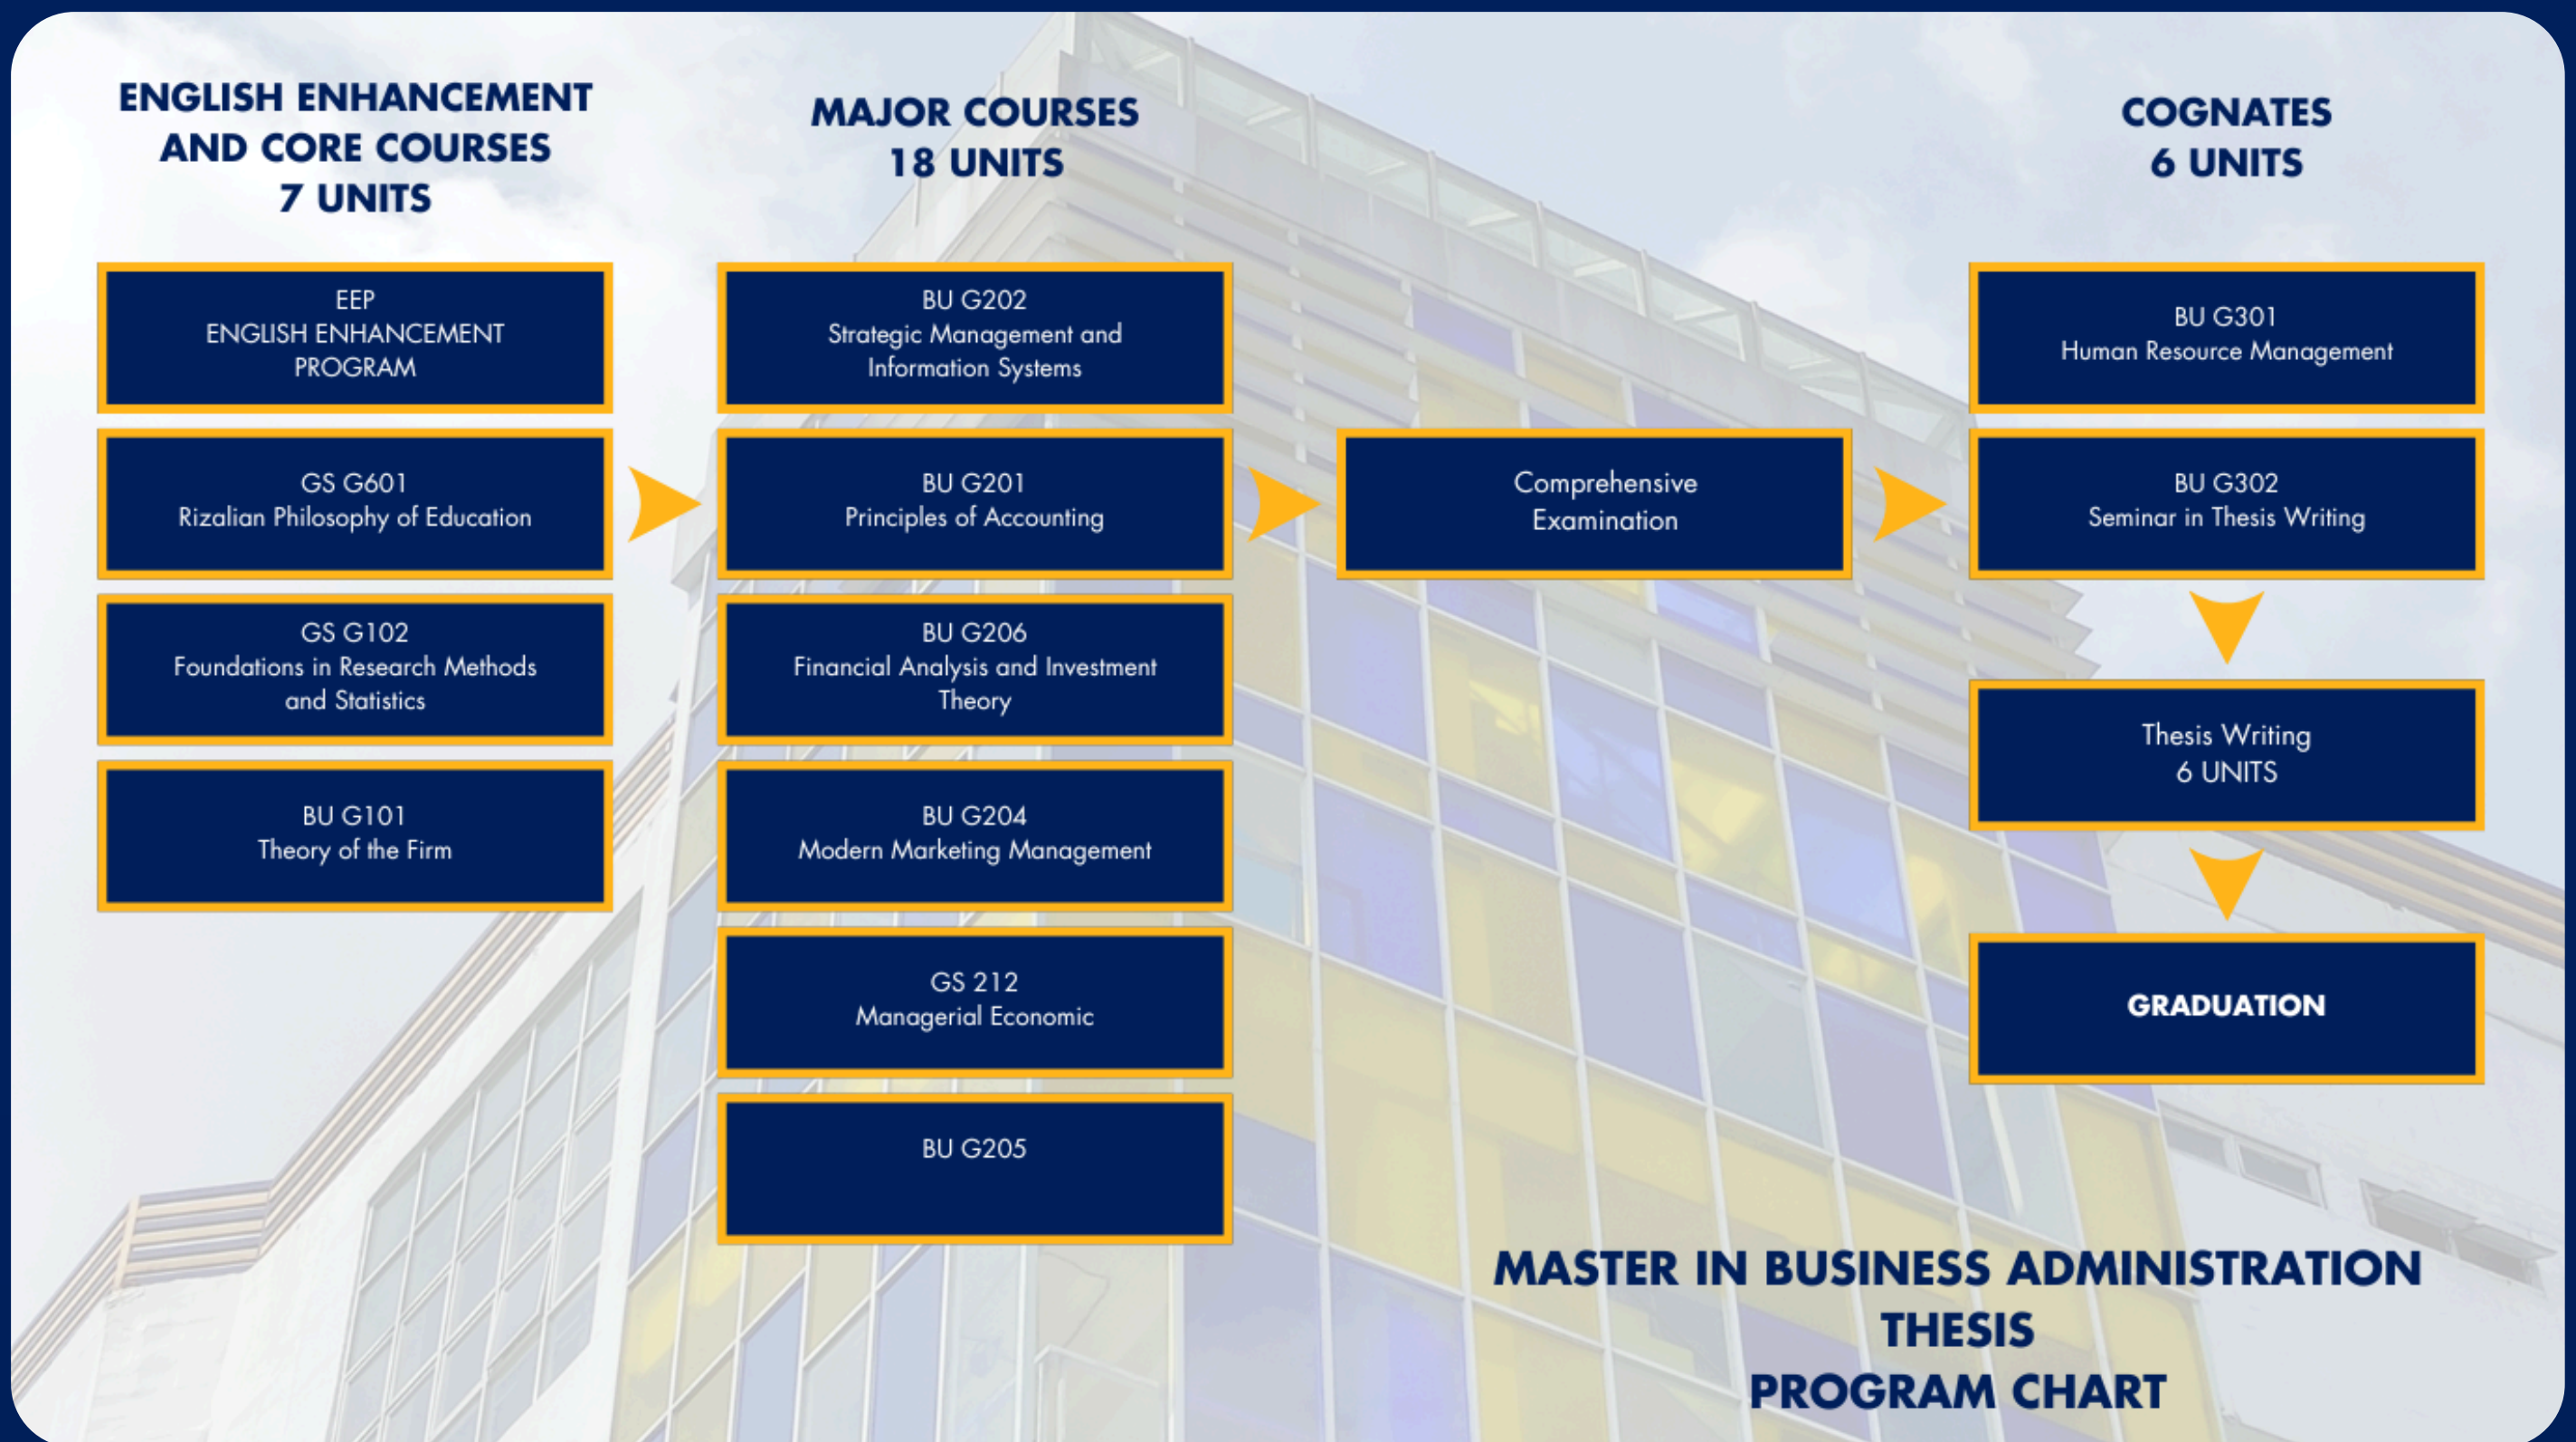 ENGLISH ENHANCEMENT
AND CORE COURSES
7 UNITS
EEP
ENGLISH ENHANCEMENT
PROGRAM
GS G601
Rizalian Philosophy of Education
GS G102
Foundations in Research Methods
and Statistics
BU G101
Theory of the Firm
MAJOR COURSES
18 UNITS
BU G202
Strategic Management and
Information Systems
BU G201
Principles of Accounting
BU G206
Financial Analysis and Investment
Theory
BU G204
Modern Marketing Management
GS 212
Managerial Economic
BU G205
Comprehensive
Examination
COGNATES
6 UNITS
BU G301
Human Resource Management
BU G302
Seminar in Thesis Writing
Thesis Writing
6 UNITS
GRADUATION
MASTER IN BUSINESS ADMINISTRATION
THESIS
PROGRAM CHART